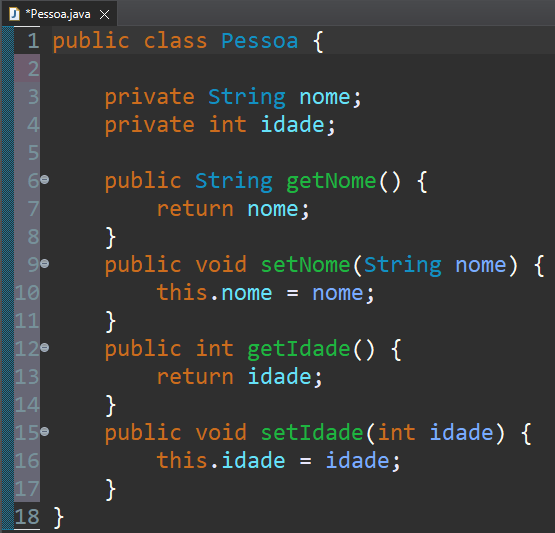 *Pessoa.java
1 public class Pessoa {
2
3     private String nome;
4     private int idade;
5
6     public String getNome() {
7         return nome;
8     }
9     public void setNome(String nome) {
10         this.nome = nome;
11     }
12     public int getIdade() {
13         return idade;
14     }
15     public void setIdade(int idade) {
16         this.idade = idade;
17     }
18 }